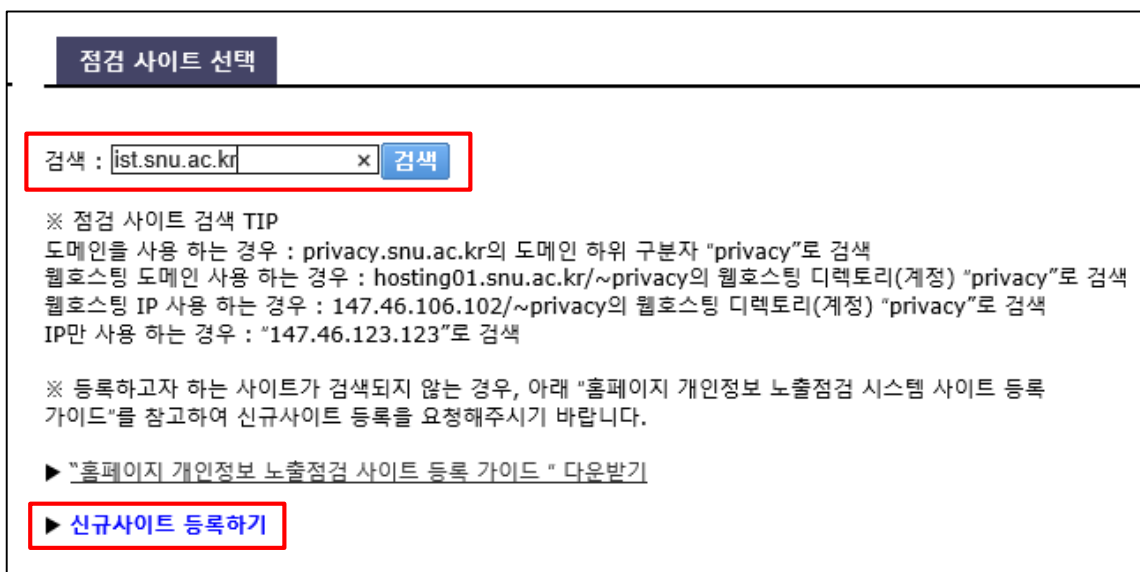 점검 사이트 선택
검색 : ist.snu.ac.kr × 검색
※ 점검 사이트 검색 TIP
도메인을 사용 하는 경우 : privacy.snu.ac.kr의 도메인 하위 구분자 “privacy”로 검색
웹호스팅 도메인 사용 하는 경우 : hosting01.snu.ac.kr/~privacy의 웹호스팅 디렉토리(계정) “privacy”로 검색
웹호스팅 IP 사용 하는 경우 : 147.46.106.102/~privacy의 웹호스팅 디렉토리(계정) “privacy”로 검색
IP만 사용 하는 경우 : “147.46.123.123”로 검색
※ 등록하고자 하는 사이트가 검색되지 않는 경우, 아래 “홈페이지 개인정보 노출점검 시스템 사이트 등록
가이드“를 참고하여 신규사이트 등록을 요청해주시기 바랍니다.
▶ “홈페이지 개인정보 노출점검 사이트 등록 가이드 “ 다운받기
▶ 신규사이트 등록하기